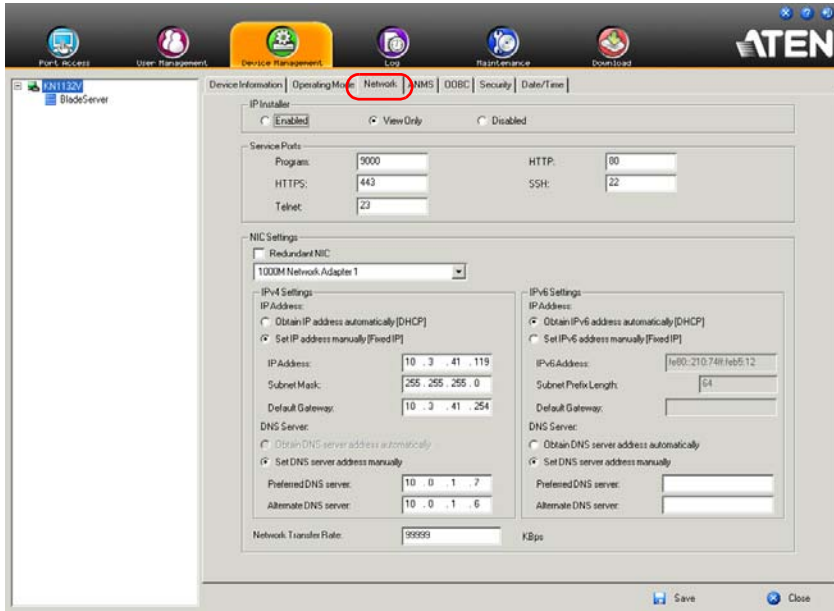 ATEN
Port Access User Management Device Management Log Maintenance Download
KN1132V
BladeServer
Device Information Operating Mode Network ANMS OOBC Security Date/Time
IP Installer
Enabled View Only Disabled
Service Ports
Program: 9000 HTTP: 80
HTTPS: 443 SSH: 22
Telnet: 23
NIC Settings
Redundant NIC
1000M Network Adapter 1
IPv4 Settings
IP Address:
Obtain IP address automatically [DHCP]
Set IP address manually [Fixed IP]
IP Address: 10 . 3 . 41 . 119
Subnet Mask: 255 . 255 . 255 . 0
Default Gateway: 10 . 3 . 41 . 254
DNS Server:
Obtain DNS server address automatically
Set DNS server address manually
Preferred DNS server: 10 . 0 . 1 . 7
Alternate DNS server: 10 . 0 . 1 . 6
IPv6 Settings
IP Address:
Obtain IPv6 address automatically [DHCP]
Set IPv6 address manually [Fixed IP]
IPv6 Address: fe80::210:74ff:feb5:12
Subnet Prefix Length: 64
Default Gateway:
DNS Server:
Obtain DNS server address automatically
Set DNS server address manually
Preferred DNS server:
Alternate DNS server:
Network Transfer Rate: 99999 KBps
Save Close